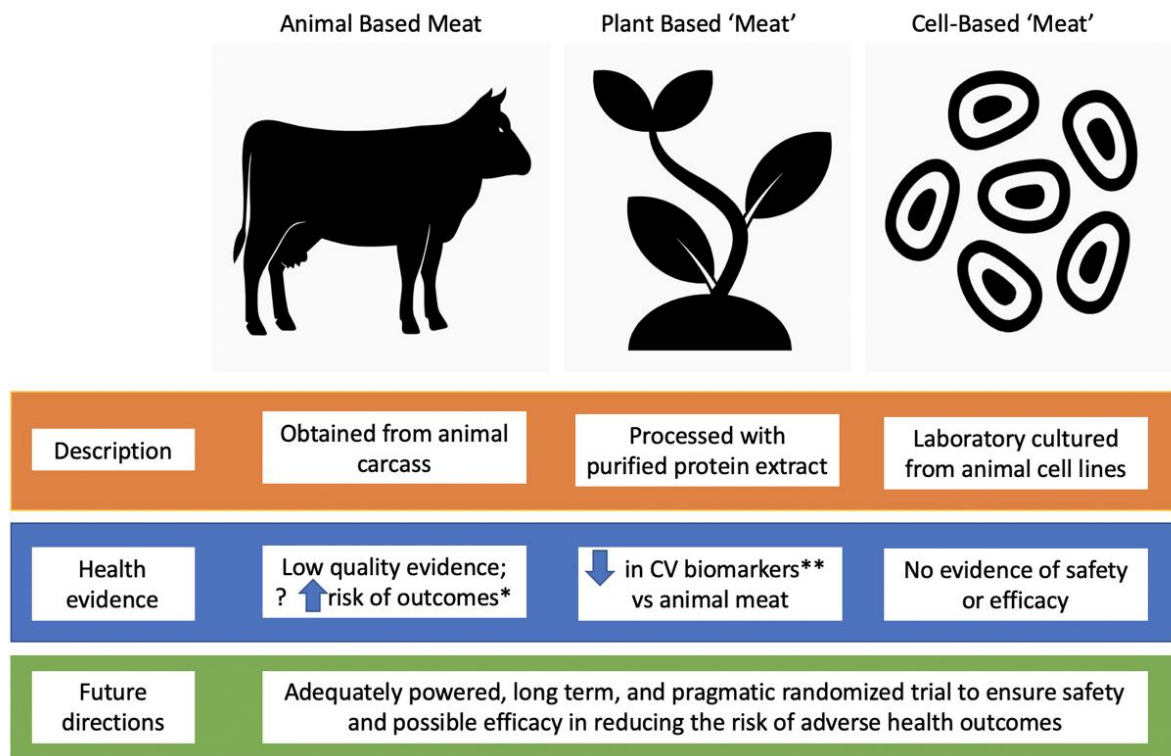 Animal Based Meat
Plant Based ‘Meat’
Cell-Based ‘Meat’
Description
Obtained from animal
carcass
Processed with
purified protein extract
Laboratory cultured
from animal cell lines
Health
evidence
Low quality evidence;
? risk of outcomes*
in CV biomarkers**
vs animal meat
No evidence of safety
or efficacy
Future
directions
Adequately powered, long term, and pragmatic randomized trial to ensure safety
and possible efficacy in reducing the risk of adverse health outcomes